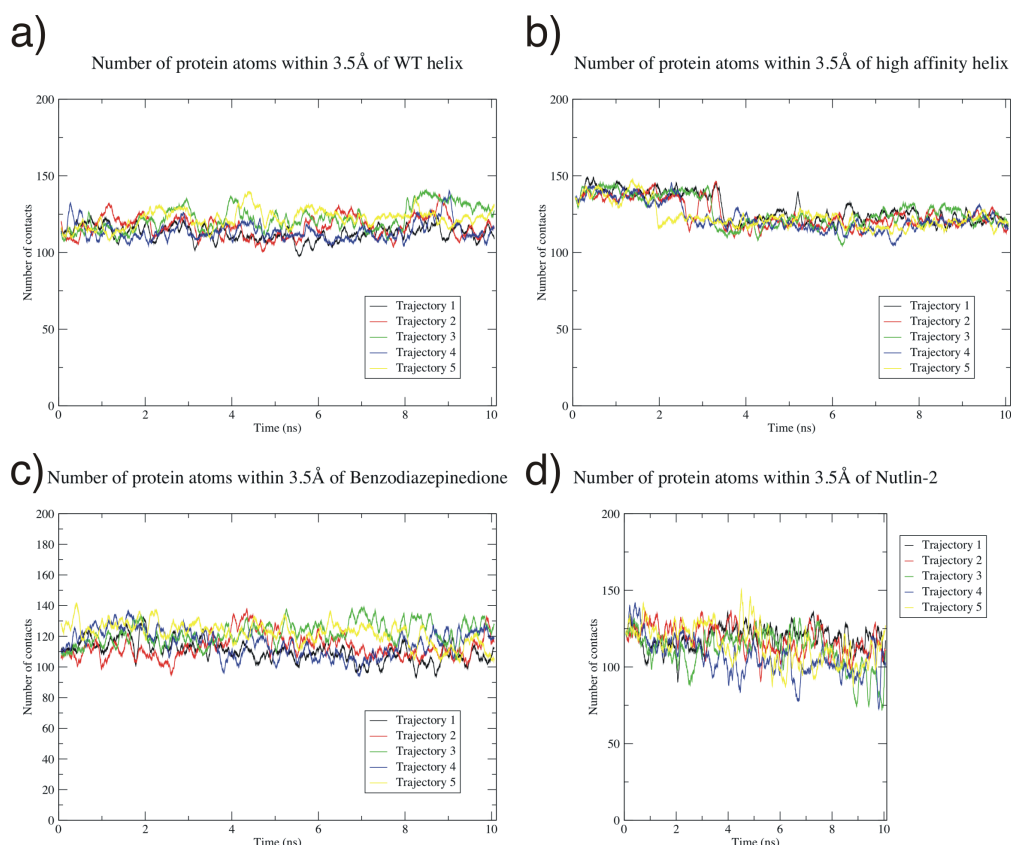 a)
Number of protein atoms within 3.5Å of WT helix
200
150
100
50
0
0 2 4 6 8 10
Number of contacts
Time (ns)
Trajectory 1
Trajectory 2
Trajectory 3
Trajectory 4
Trajectory 5
b)
Number of protein atoms within 3.5Å of high affinity helix
200
150
100
50
0
0 2 4 6 8 10
Number of contacts
Time (ns)
Trajectory 1
Trajectory 2
Trajectory 3
Trajectory 4
Trajectory 5
c)
Number of protein atoms within 3.5Å of Benzodiazepinedione
200
180
160
140
120
100
80
60
40
20
0
0 2 4 6 8 10
Number of contacts
Time (ns)
Trajectory 1
Trajectory 2
Trajectory 3
Trajectory 4
Trajectory 5
d)
Number of protein atoms within 3.5Å of Nutlin-2
200
150
100
50
0
0 2 4 6 8 10
Number of contacts
Time (ns)
Trajectory 1
Trajectory 2
Trajectory 3
Trajectory 4
Trajectory 5